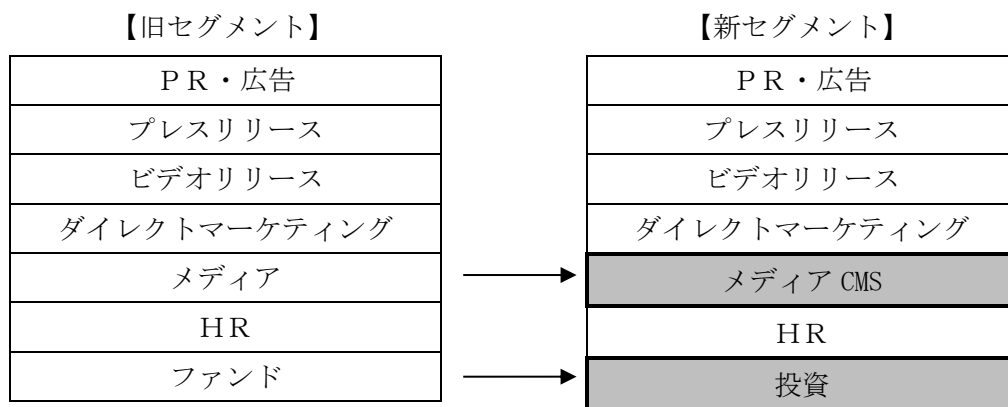 【旧セグメント】
ＰＲ・広告
プレスリリース
ビデオリリース
ダイレクトマーケティング
メディア
ＨＲ
ファンド
【新セグメント】
ＰＲ・広告
プレスリリース
ビデオリリース
ダイレクトマーケティング
メディア CMS
ＨＲ
投資